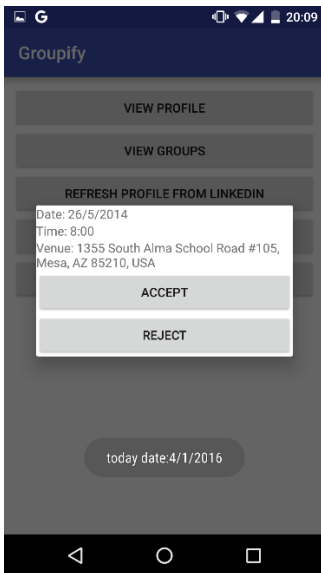 G 20:09
Groupify
VIEW PROFILE
VIEW GROUPS
REFRESH PROFILE FROM LINKEDIN
Date: 26/5/2014
Time: 8:00
Venue: 1355 South Alma School Road #105,
Mesa, AZ 85210, USA
ACCEPT
REJECT
today date:4/1/2016